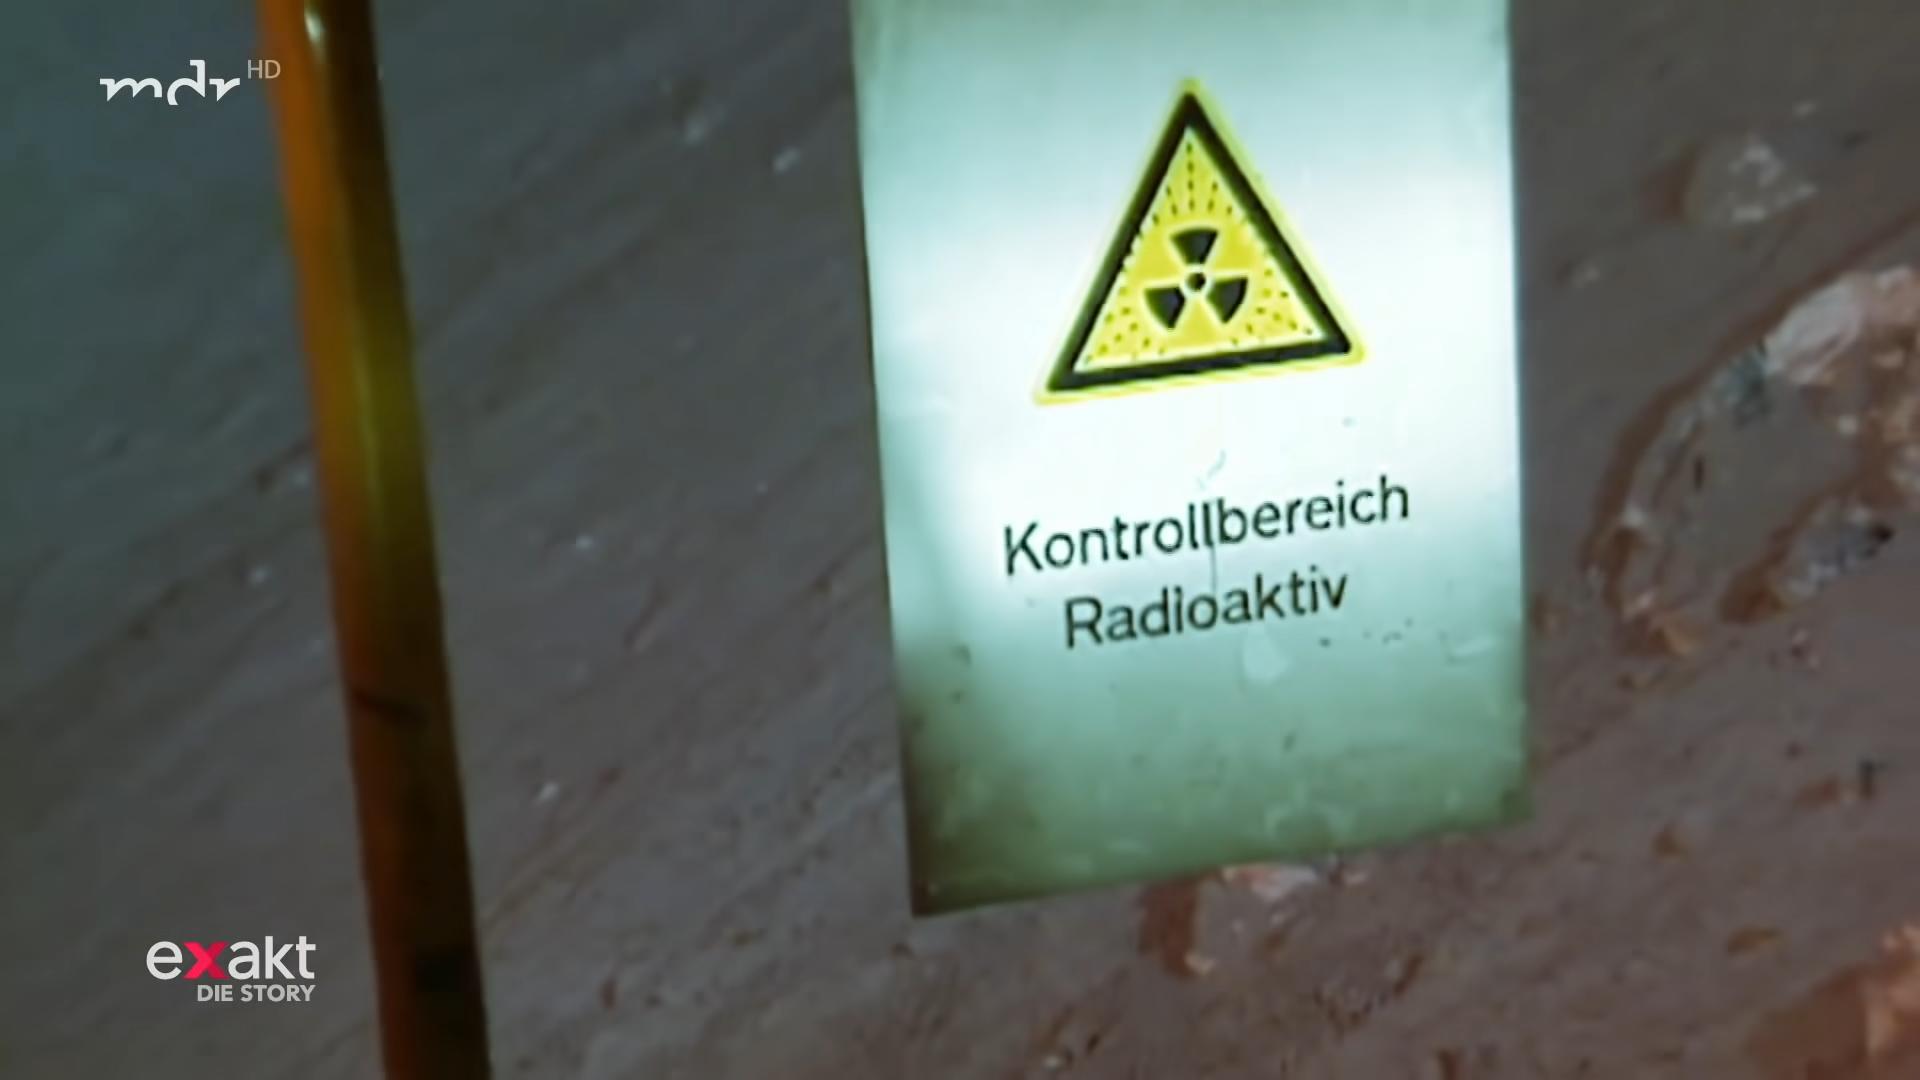 mdr HD
Kontrollbereich
Radioaktiv
exakt
DIE STORY